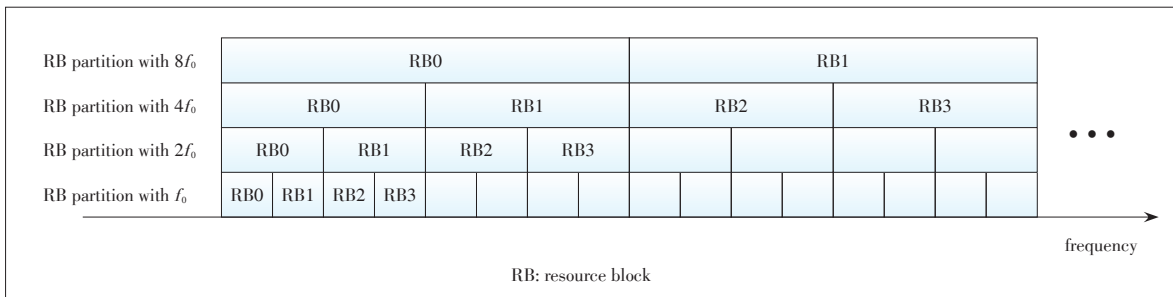 RB partition with 8f₀ RB0 RB1
RB partition with 4f₀ RB0 RB1 RB2 RB3
RB partition with 2f₀ RB0 RB1 RB2 RB3
RB partition with f₀ RB0 RB1 RB2 RB3
frequency
RB: resource block